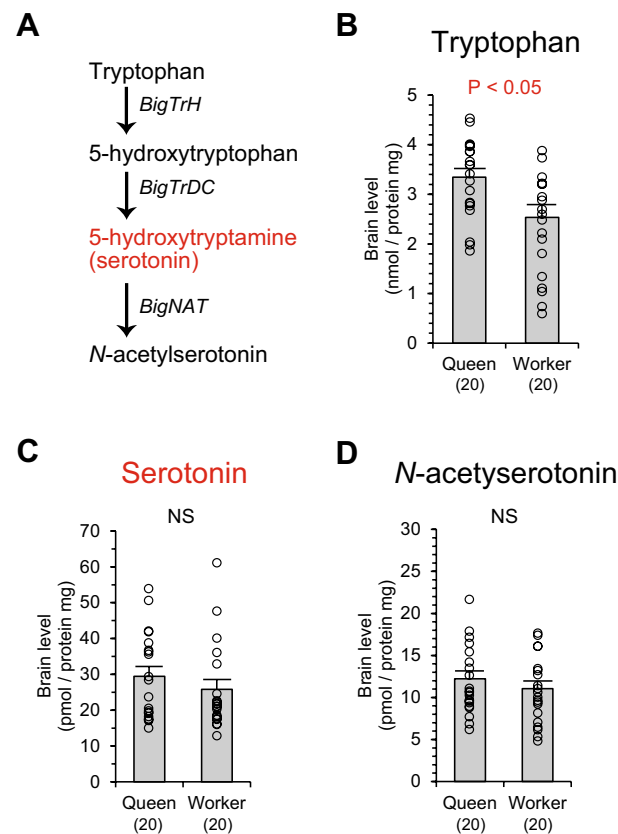 A
Tryptophan
BigTrH
5-hydroxytryptophan
BigTrDC
5-hydroxytryptamine
(serotonin)
BigNAT
N-acetylserotonin
B
Tryptophan
P < 0.05
Brain level
(nmol / protein mg)
5
4
3
2
1
0
Queen
(20)
Worker
(20)
C
Serotonin
NS
Brain level
(pmol / protein mg)
70
60
50
40
30
20
10
0
Queen
(20)
Worker
(20)
D
N-acetyserotonin
NS
Brain level
(pmol / protein mg)
30
25
20
15
10
5
0
Queen
(20)
Worker
(20)